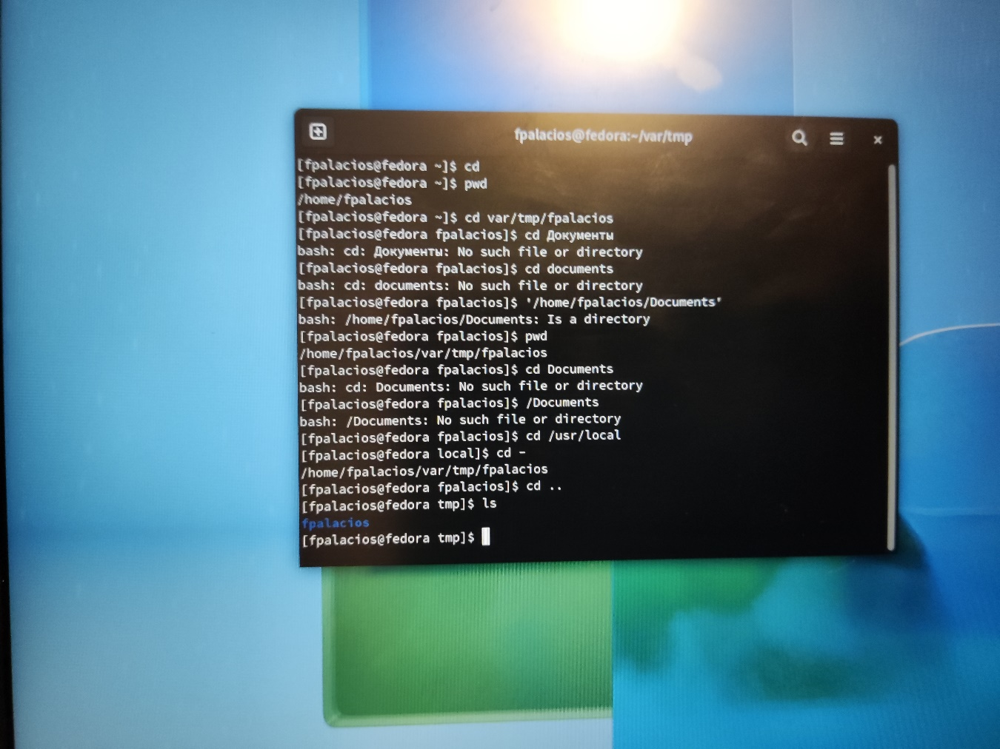 fpalacios@fedora:~/var/tmp
[fpalacios@fedora ~]$ cd
[fpalacios@fedora ~]$ pwd
/home/fpalacios
[fpalacios@fedora ~]$ cd var/tmp/fpalacios
[fpalacios@fedora fpalacios]$ cd Документы
bash: cd: Документы: No such file or directory
[fpalacios@fedora fpalacios]$ cd documents
bash: cd: documents: No such file or directory
[fpalacios@fedora fpalacios]$ '/home/fpalacios/Documents'
bash: /home/fpalacios/Documents: Is a directory
[fpalacios@fedora fpalacios]$ pwd
/home/fpalacios/var/tmp/fpalacios
[fpalacios@fedora fpalacios]$ cd Documents
bash: cd: Documents: No such file or directory
[fpalacios@fedora fpalacios]$ /Documents
bash: /Documents: No such file or directory
[fpalacios@fedora fpalacios]$ cd /usr/local
[fpalacios@fedora local]$ cd -
/home/fpalacios/var/tmp/fpalacios
[fpalacios@fedora fpalacios]$ cd ..
[fpalacios@fedora tmp]$ ls
fpalacios
[fpalacios@fedora tmp]$